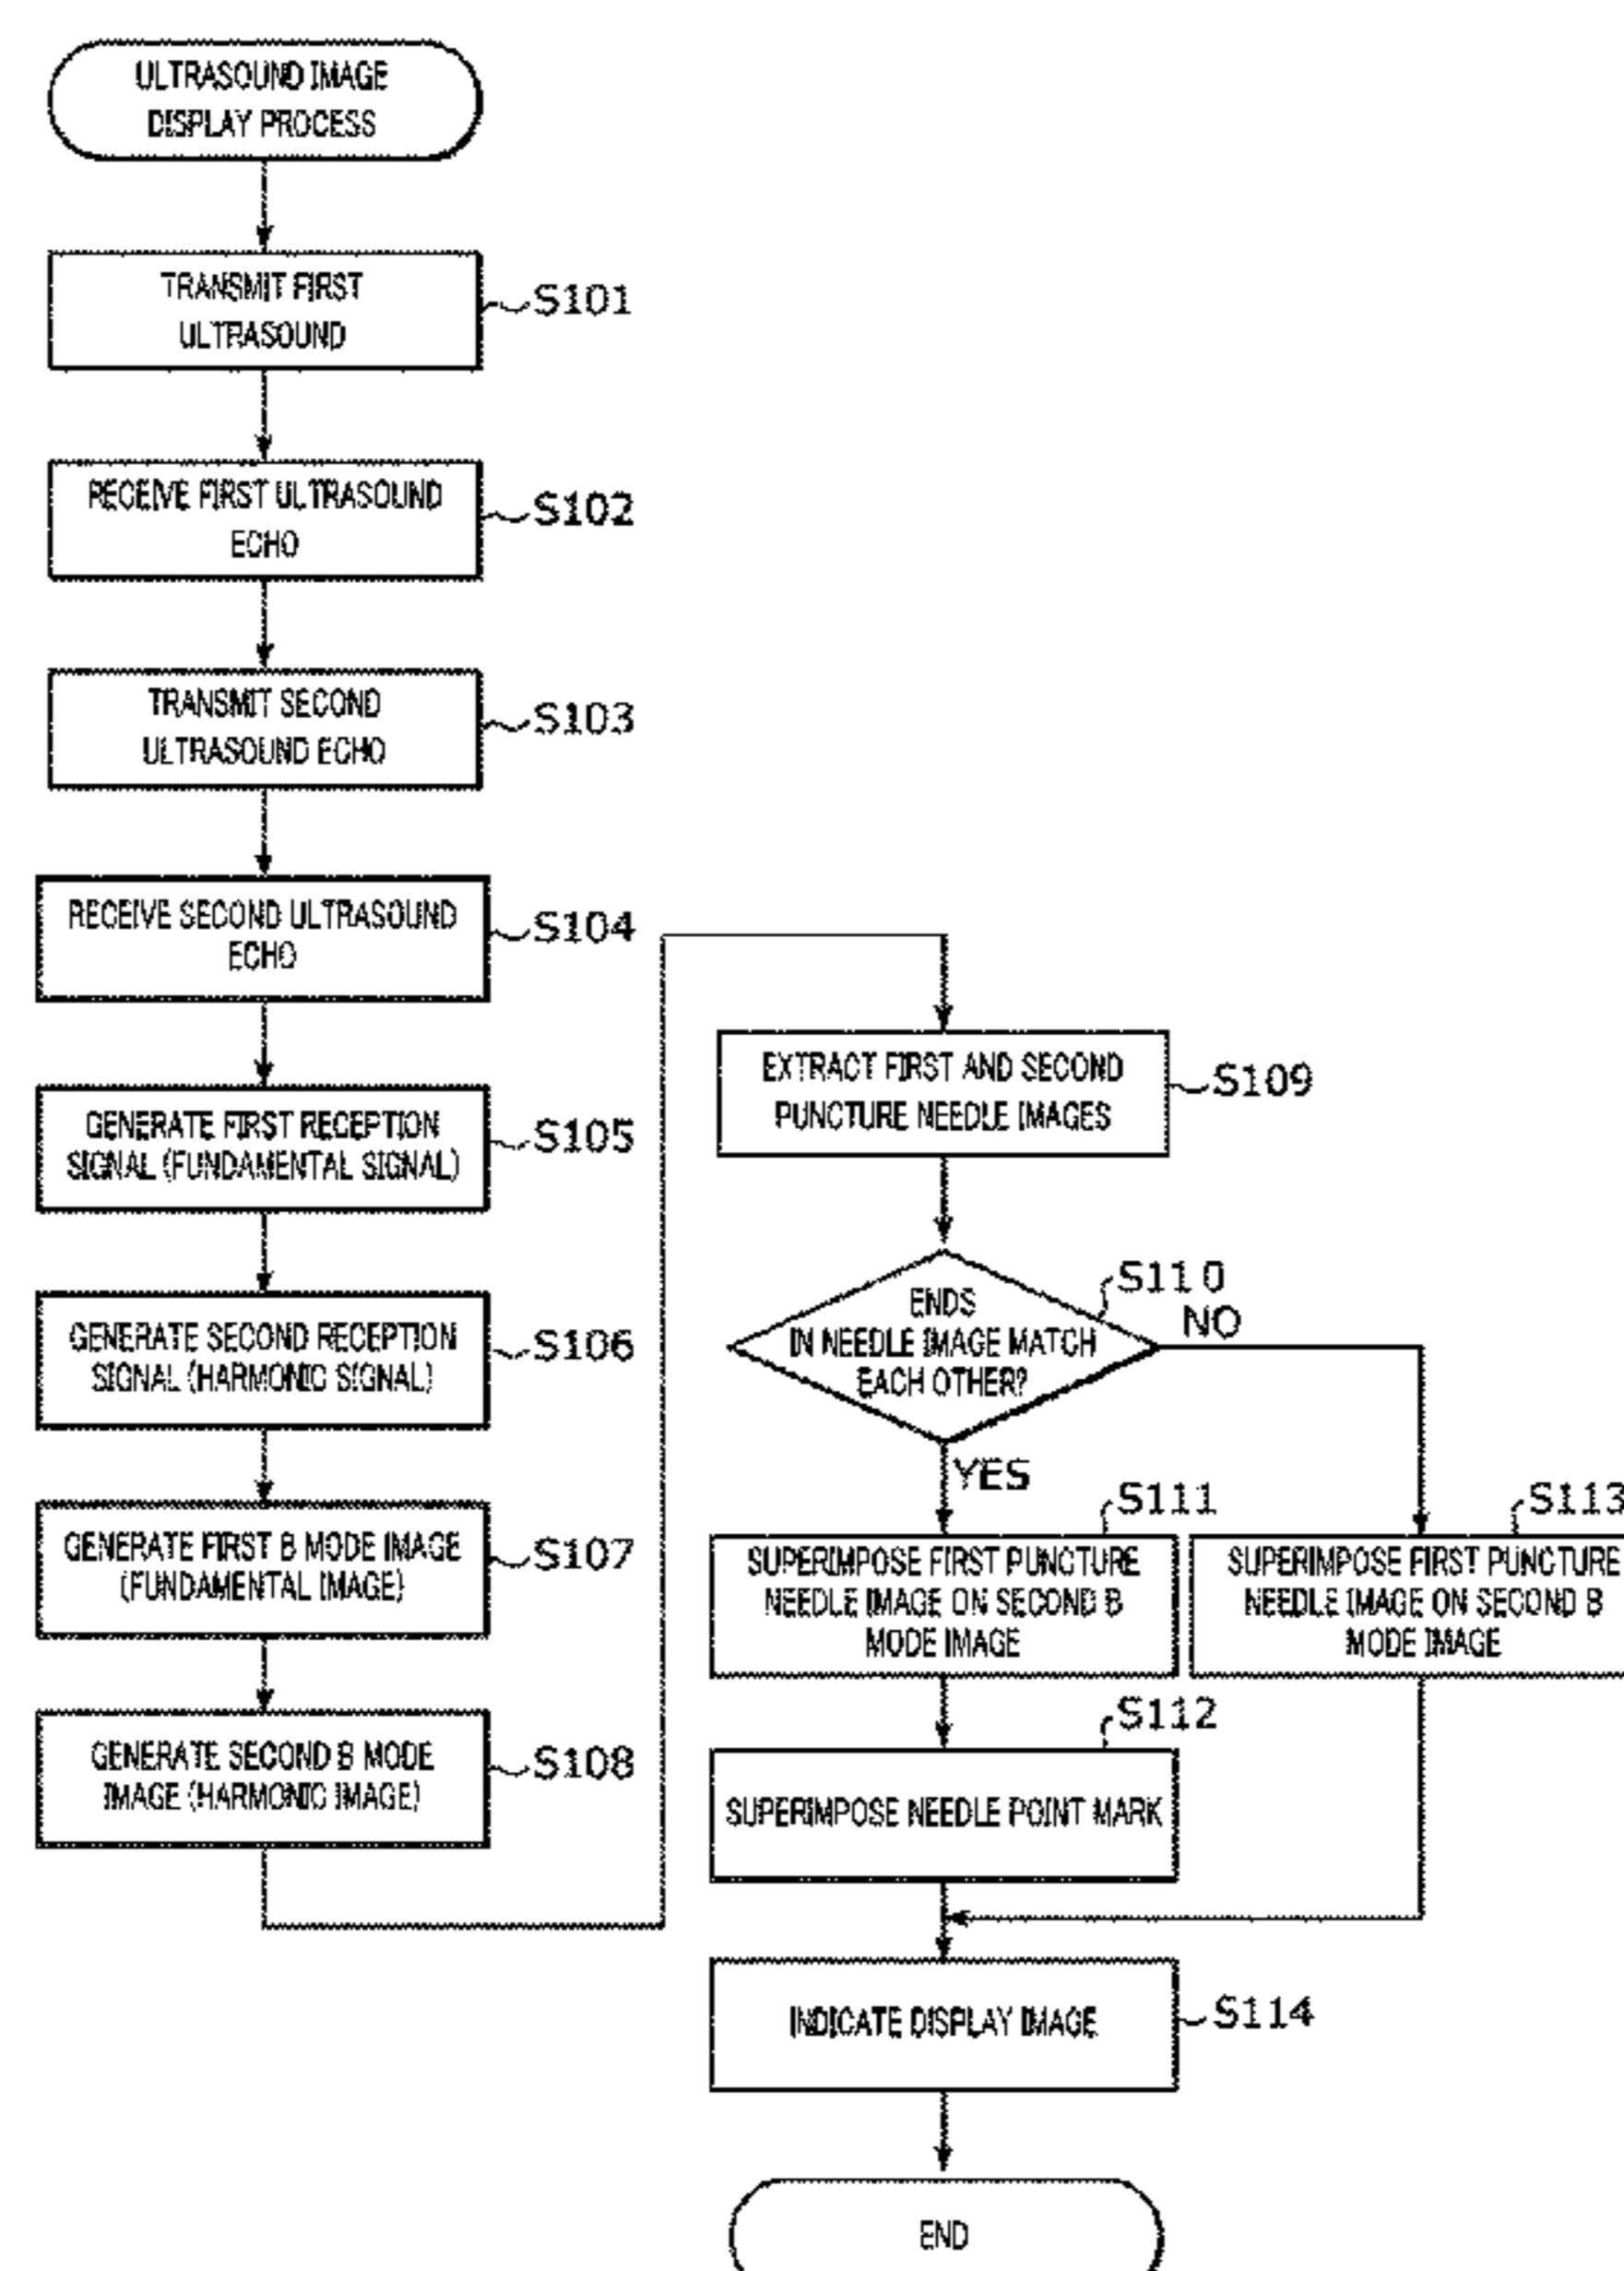 ULTRASOUND IMAGE
DISPLAY PROCESS
TRANSMIT FIRST
ULTRASOUND
S101
RECEIVE FIRST ULTRASOUND
ECHO
S102
TRANSMIT SECOND
ULTRASOUND ECHO
S103
RECEIVE SECOND ULTRASOUND
ECHO
S104
GENERATE FIRST RECEPTION
SIGNAL (FUNDAMENTAL SIGNAL)
S105
GENERATE SECOND RECEPTION
SIGNAL (HARMONIC SIGNAL)
S106
GENERATE FIRST B MODE IMAGE
(FUNDAMENTAL IMAGE)
S107
GENERATE SECOND B MODE
IMAGE (HARMONIC IMAGE)
S108
EXTRACT FIRST AND SECOND
PUNCTURE NEEDLE IMAGES
S109
ENDS
IN NEEDLE IMAGE MATCH
EACH OTHER?
S110
NO
YES
S111
SUPERIMPOSE FIRST PUNCTURE
NEEDLE IMAGE ON SECOND B
MODE IMAGE
S113
SUPERIMPOSE FIRST PUNCTURE
NEEDLE IMAGE ON SECOND B
MODE IMAGE
S112
SUPERIMPOSE NEEDLE POINT MARK
INDICATE DISPLAY IMAGE
S114
END